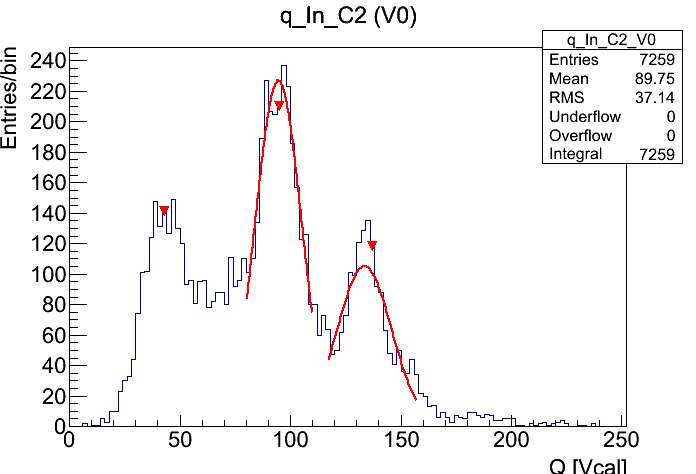 q_In_C2 (V0)
q_In_C2_V0
Entries 7259
Mean 89.75
RMS 37.14
Underflow 0
Overflow 0
Integral 7259
Entries/bin
240
220
200
180
160
140
120
100
80
60
40
20
0
0 50 100 150 200 250
Q [Vcal]